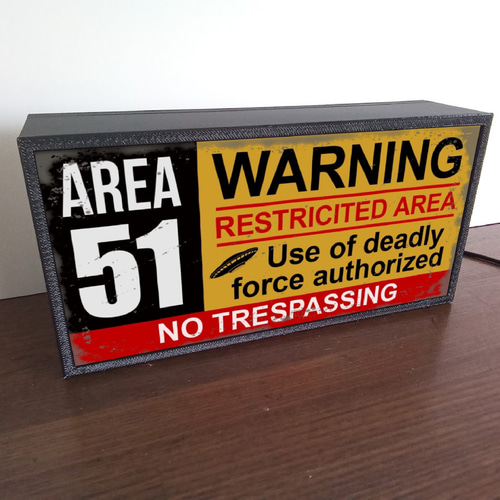 AREA
51
WARNING
RESTRICITED AREA
Use of deadly
force authorized
NO TRESPASSING